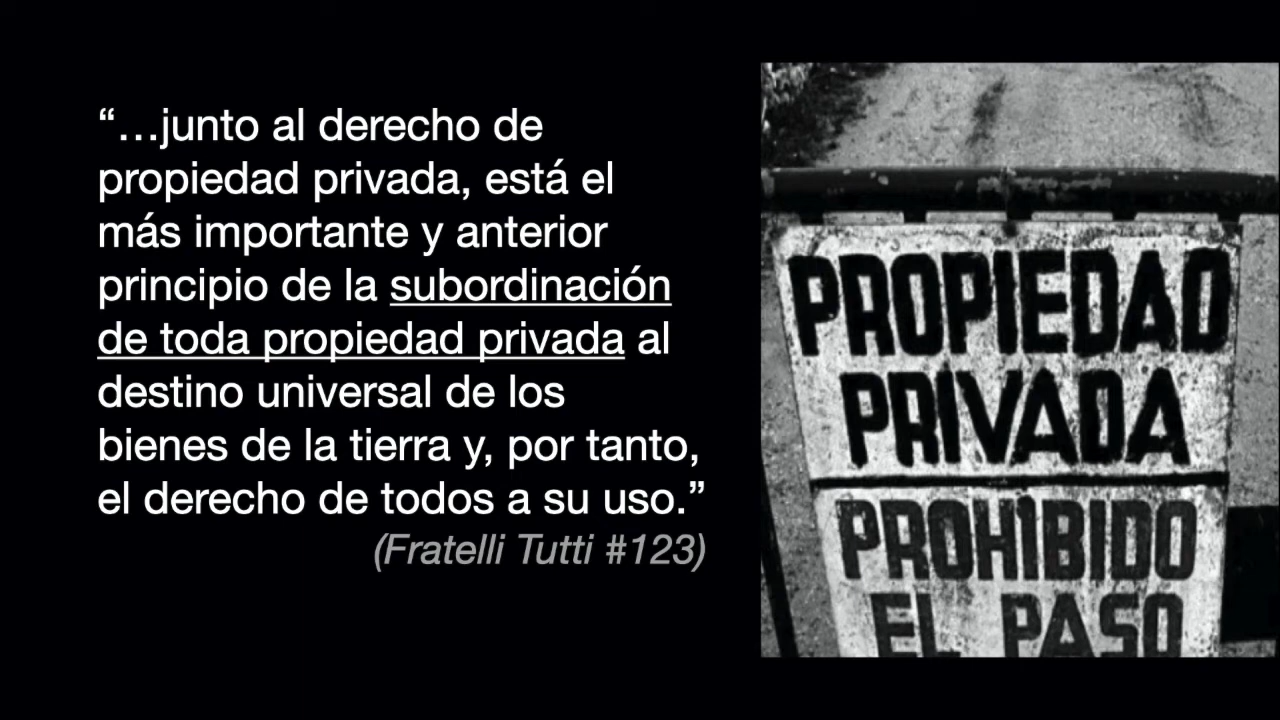 “…junto al derecho de
propiedad privada, está el
más importante y anterior
principio de la subordinación
de toda propiedad privada al
destino universal de los
bienes de la tierra y, por tanto,
el derecho de todos a su uso.”
(Fratelli Tutti #123)
PROPIEDAD
PRIVADA
PROHIBIDO
EL PASO